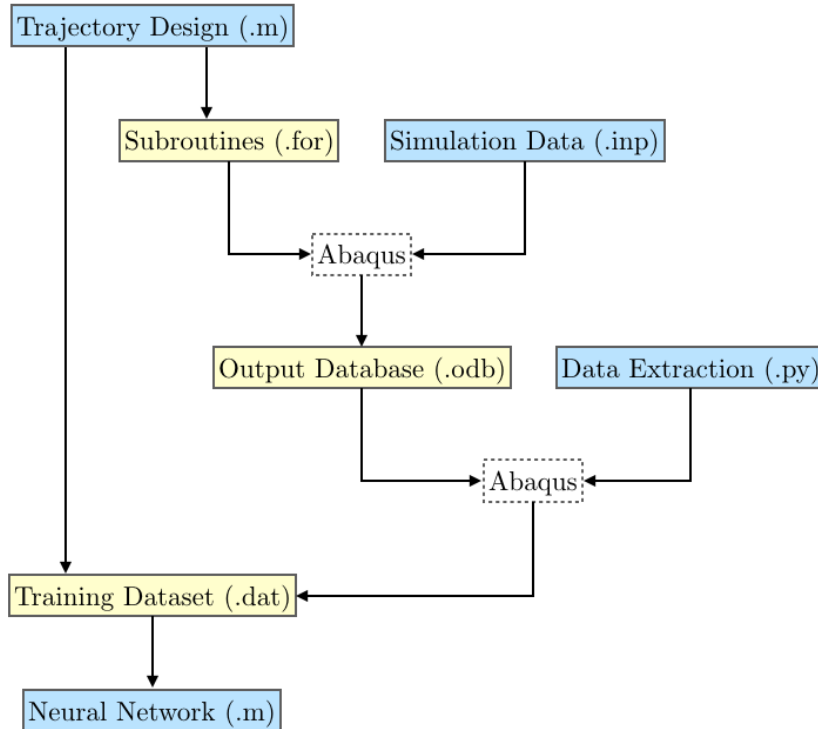 Trajectory Design (.m)
Subroutines (.for)
Simulation Data (.inp)
Abaqus
Output Database (.odb)
Data Extraction (.py)
Abaqus
Training Dataset (.dat)
Neural Network (.m)